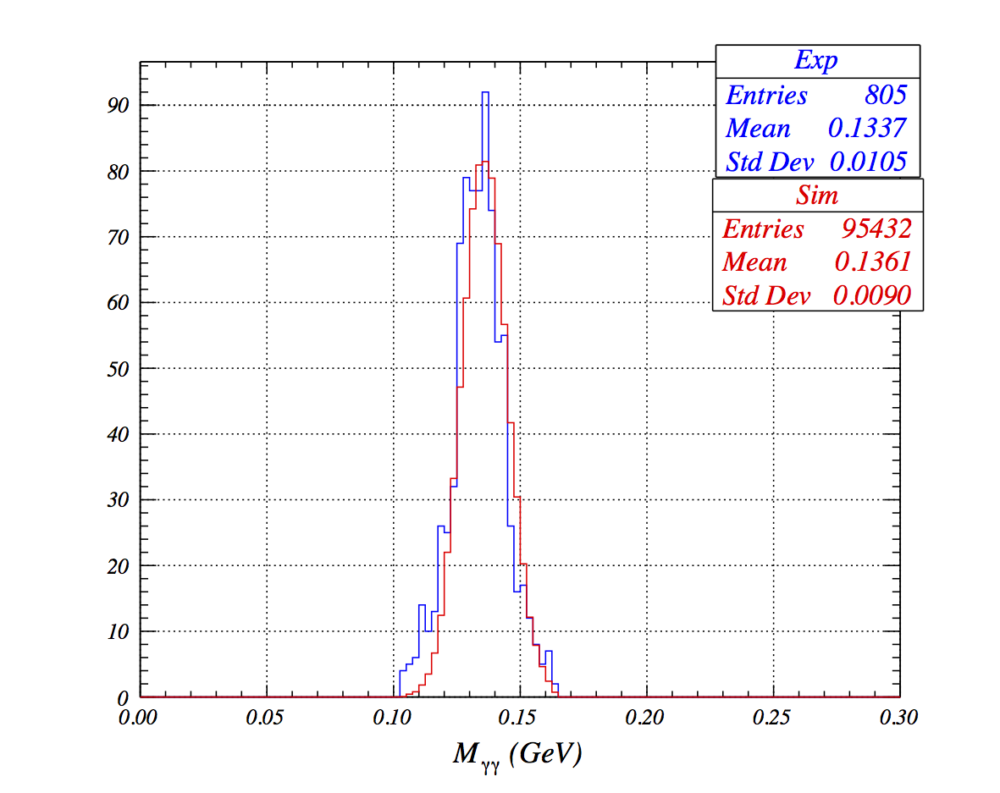 Exp
Entries 805
Mean 0.1337
Std Dev 0.0105
Sim
Entries 95432
Mean 0.1361
Std Dev 0.0090
90
80
70
60
50
40
30
20
10
0
0.00 0.05 0.10 0.15 0.20 0.25 0.30
M γγ (GeV)